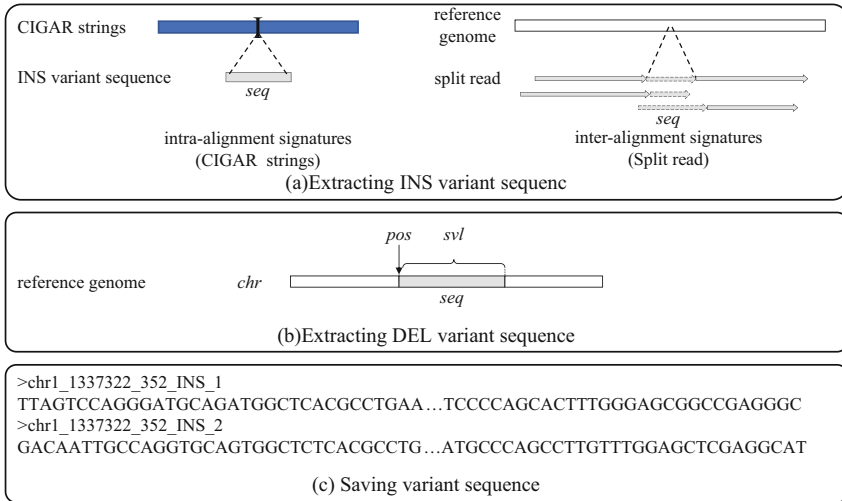 CIGAR strings
INS variant sequence
seq
intra-alignment signatures
(CIGAR strings)
reference
genome
split read
seq
inter-alignment signatures
(Split read)
(a)Extracting INS variant sequenc
pos
svl
reference genome
chr
seq
(b)Extracting DEL variant sequence
>chr1_1337322_352_INS_1
TTAGTCCAGGGATGCAGATGGCTCACGCCTGAA…TCCCCAGCACTTTGGGAGCGGCCGAGGGC
>chr1_1337322_352_INS_2
GACAATTGCCAGGTGCAGTGGCTCTCACGCCTG…ATGCCCAGCCTTGTTTGGAGCTCGAGGCAT
(c) Saving variant sequence